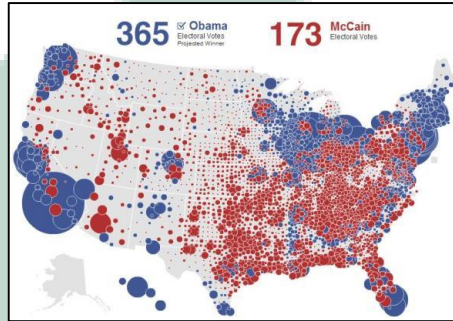 365
Obama
Electoral Votes
Projected Winner
173
McCain
Electoral Votes